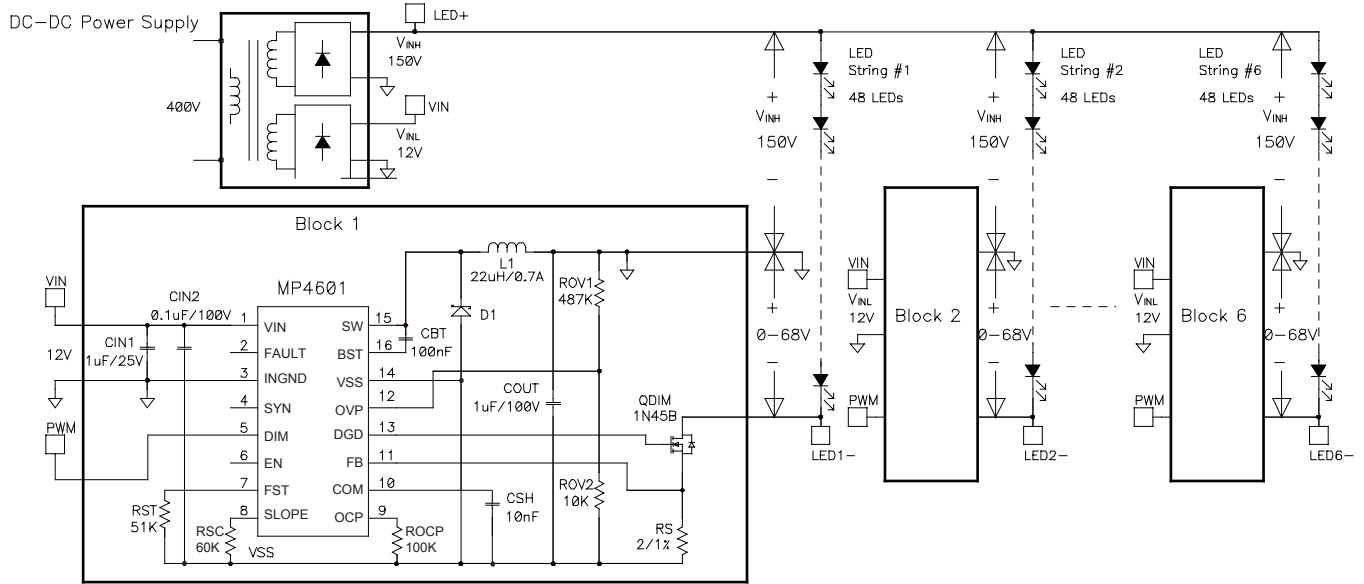 DC-DC Power Supply
LED+
VINH
150V
400V
VIN
VINL
12V
LED
String #1
48 LEDs
+
VINH
150V
−
LED
String #2
48 LEDs
+
VINH
150V
−
LED
String #6
48 LEDs
+
VINH
150V
−
Block 1
VIN
12V
PWM
CIN1
1uF/25V
CIN2
0.1uF/100V
MP4601
1 VIN
2 FAULT
3 INGND
4 SYN
5 DIM
6 EN
7 FST
8 SLOPE
SW 15
BST 16
VSS 14
OVP 12
DGD 13
FB 11
COM 10
OCP 9
RST
51K
RSC
60K
VSS
ROCP
100K
CBT
100nF
D1
L1
22uH/0.7A
ROV1
487K
COUT
1uF/100V
CSH
10nF
ROV2
10K
QDIM
1N45B
RS
2/1%
+
0-68V
−
LED1-
VIN
VINL
12V
PWM
Block 2
+
0-68V
−
LED2-
VIN
VINL
12V
PWM
Block 6
+
0-68V
−
LED6-